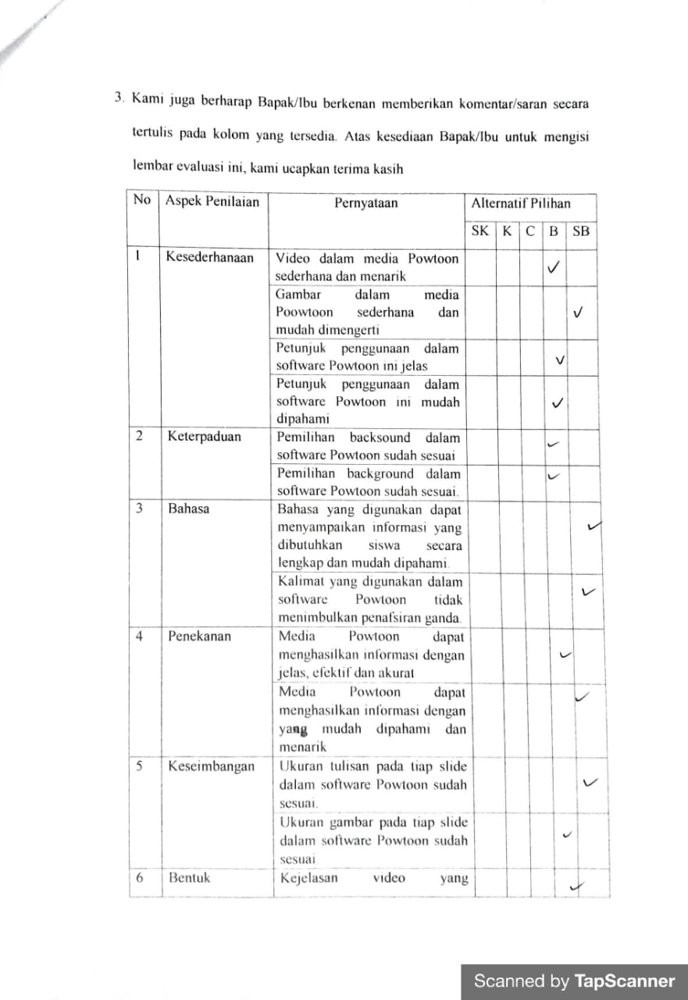 3. Kami juga berharap Bapak/Ibu berkenan memberikan komentar/saran secara
tertulis pada kolom yang tersedia. Atas kesediaan Bapak/Ibu untuk mengisi
lembar evaluasi ini, kami ucapkan terima kasih
No Aspek Penilaian Pernyataan Alternatif Pilihan
SK K C B SB
1 Kesederhanaan Video dalam media Powtoon
sederhana dan menarik ✓
Gambar dalam media
Poowtoon sederhana dan ✓
mudah dimengerti
Petunjuk penggunaan dalam
software Powtoon ini jelas ✓
Petunjuk penggunaan dalam
software Powtoon ini mudah ✓
dipahami
2 Keterpaduan Pemilihan backsound dalam ✓
software Powtoon sudah sesuai
Pemilihan background dalam ✓
software Powtoon sudah sesuai.
3 Bahasa Bahasa yang digunakan dapat
menyampaikan informasi yang ✓
dibutuhkan siswa secara
lengkap dan mudah dipahami.
Kalimat yang digunakan dalam ✓
software Powtoon tidak
menimbulkan penafsiran ganda.
4 Penekanan Media Powtoon dapat
menghasilkan informasi dengan ✓
jelas, efektif dan akurat
Media Powtoon dapat ✓
menghasilkan informasi dengan
yang mudah dipahami dan
menarik
5 Keseimbangan Ukuran tulisan pada tiap slide
dalam software Powtoon sudah ✓
sesuai.
Ukuran gambar pada tiap slide
dalam software Powtoon sudah ✓
sesuai
6 Bentuk Kejelasan video yang ✓
Scanned by TapScanner